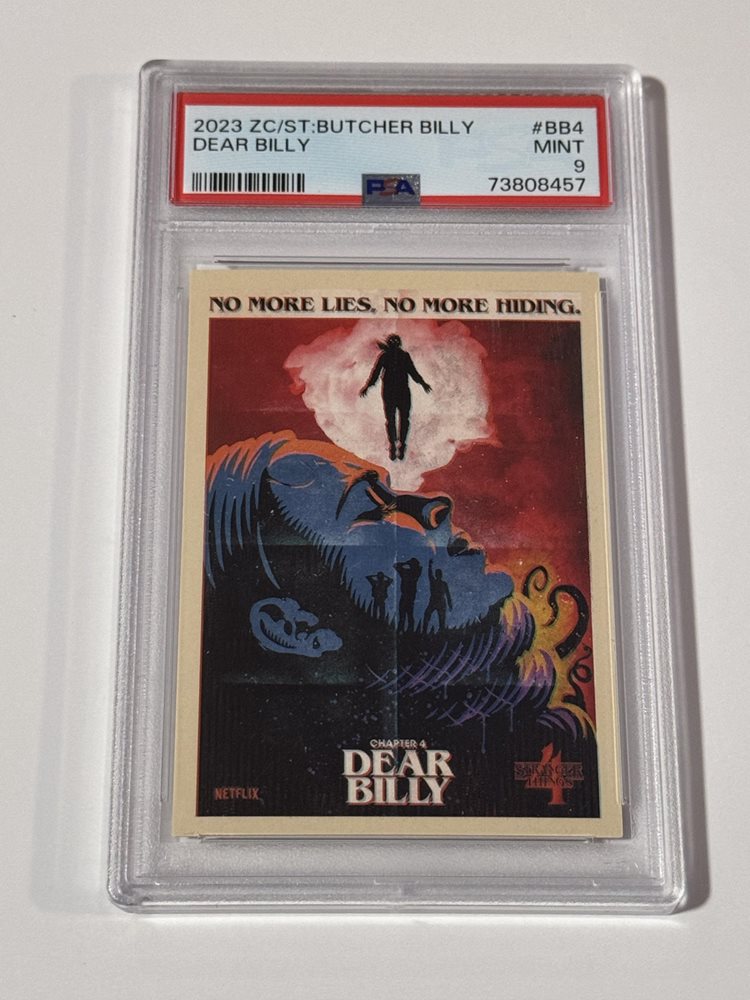 2023 ZC/ST:BUTCHER BILLY #BB4
DEAR BILLY MINT
9
PSA 73808457
NO MORE LIES. NO MORE HIDING.
CHAPTER 4
DEAR
BILLY
NETFLIX
STRANGER
THINGS
4